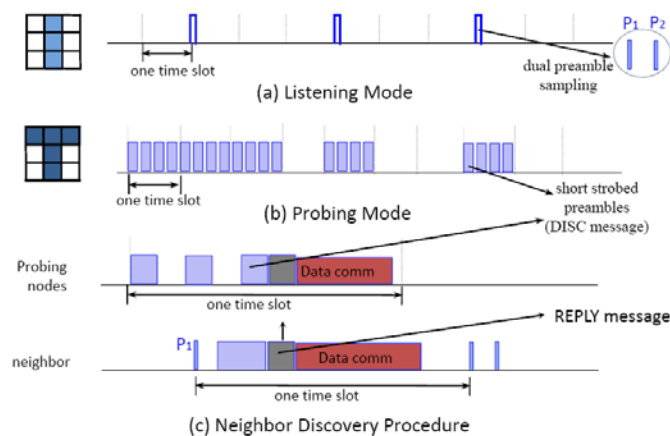 P1 P2
one time slot
dual preamble
sampling
(a) Listening Mode
one time slot
short strobed
preambles
(DISC message)
(b) Probing Mode
Probing
nodes
Data comm
one time slot
REPLY message
P1
neighbor
Data comm
one time slot
(c) Neighbor Discovery Procedure